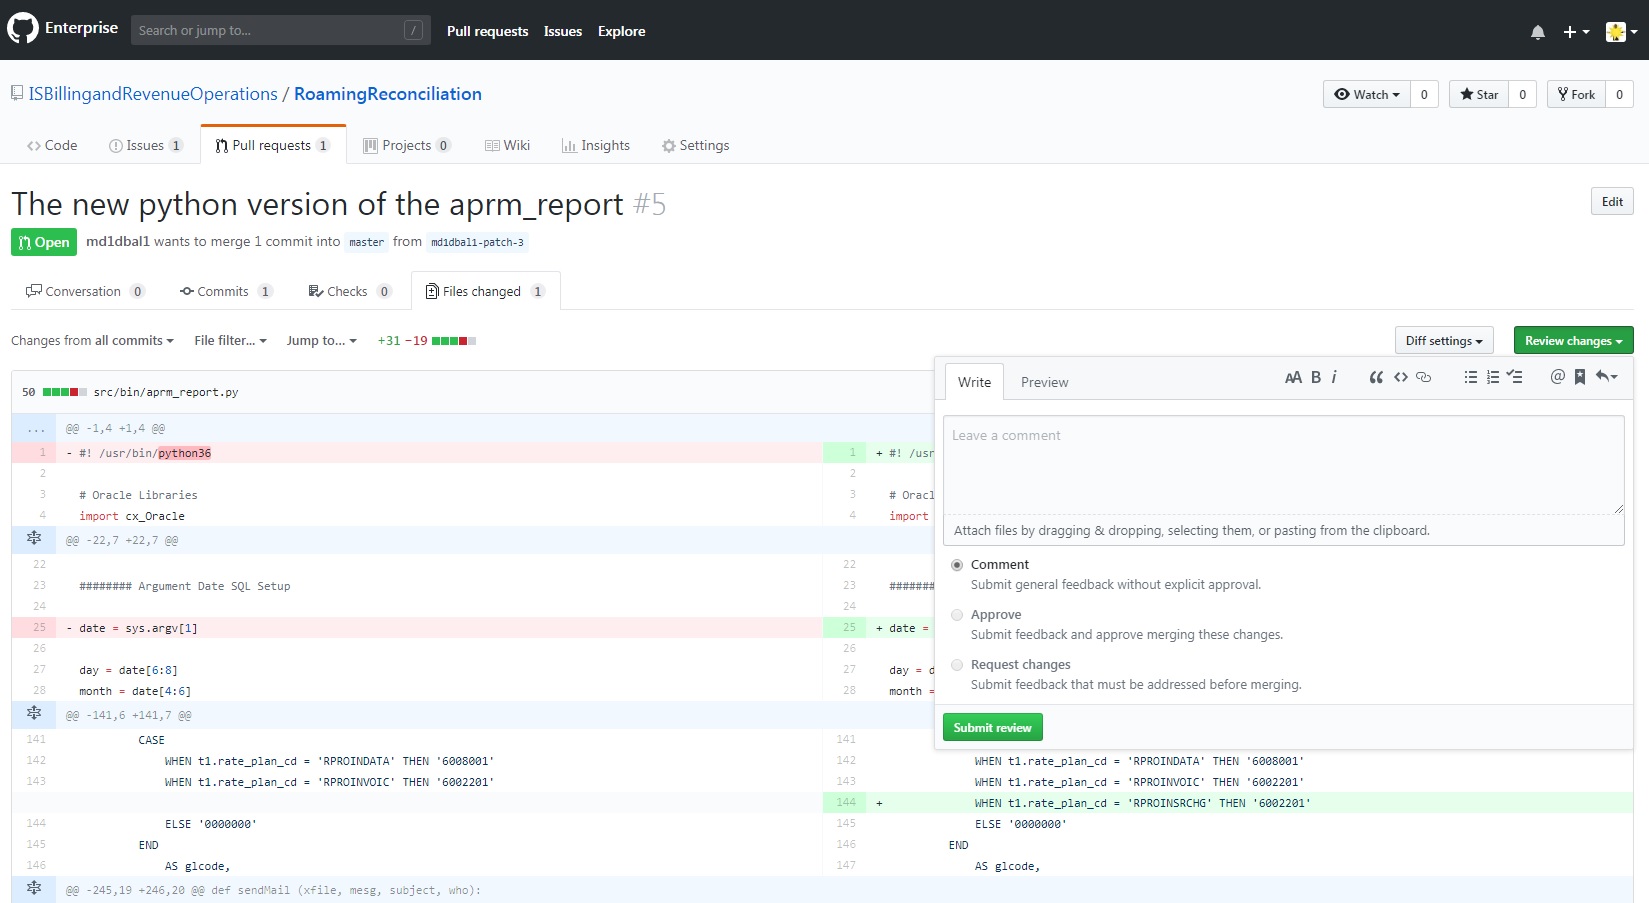 Enterprise Search or jump to... / Pull requests Issues Explore
ISBillingandRevenueOperations / RoamingReconciliation Watch 0 Star 0 Fork 0
Code Issues 1 Pull requests 1 Projects 0 Wiki Insights Settings
The new python version of the aprm_report #5 Edit
Open md1dbal1 wants to merge 1 commit into master from md1dbal1-patch-3
Conversation 0 Commits 1 Checks 0 Files changed 1
Changes from all commits File filter... Jump to... +31 −19 Diff settings Review changes
50 src/bin/aprm_report.py
Write Preview AA B i “ <> @
Leave a comment
Attach files by dragging & dropping, selecting them, or pasting from the clipboard.
Comment
Submit general feedback without explicit approval.
Approve
Submit feedback and approve merging these changes.
Request changes
Submit feedback that must be addressed before merging.
Submit review
... @@ -1,4 +1,4 @@
1 - #! /usr/bin/python36 1 + #! /usr
2 2
3 # Oracle Libraries 3 # Oracl
4 import cx_Oracle 4 import
@@ -22,7 +22,7 @@
22 22
23 ######## Argument Date SQL Setup 23 #######
24 24
25 - date = sys.argv[1] 25 + date =
26 26
27 day = date[6:8] 27 day = d
28 month = date[4:6] 28 month =
@@ -141,6 +141,7 @@
141 CASE 141
142 WHEN t1.rate_plan_cd = 'RPROINDATA' THEN '6008001' 142 WHEN t1.rate_plan_cd = 'RPROINDATA' THEN '6008001'
143 WHEN t1.rate_plan_cd = 'RPROINVOIC' THEN '6002201' 143 WHEN t1.rate_plan_cd = 'RPROINVOIC' THEN '6002201'
144 + WHEN t1.rate_plan_cd = 'RPROINSRCHG' THEN '6002201'
144 ELSE '0000000' 145 ELSE '0000000'
145 END 146 END
146 AS glcode, 147 AS glcode,
@@ -245,19 +246,20 @@ def sendMail (xfile, mesg, subject, who):